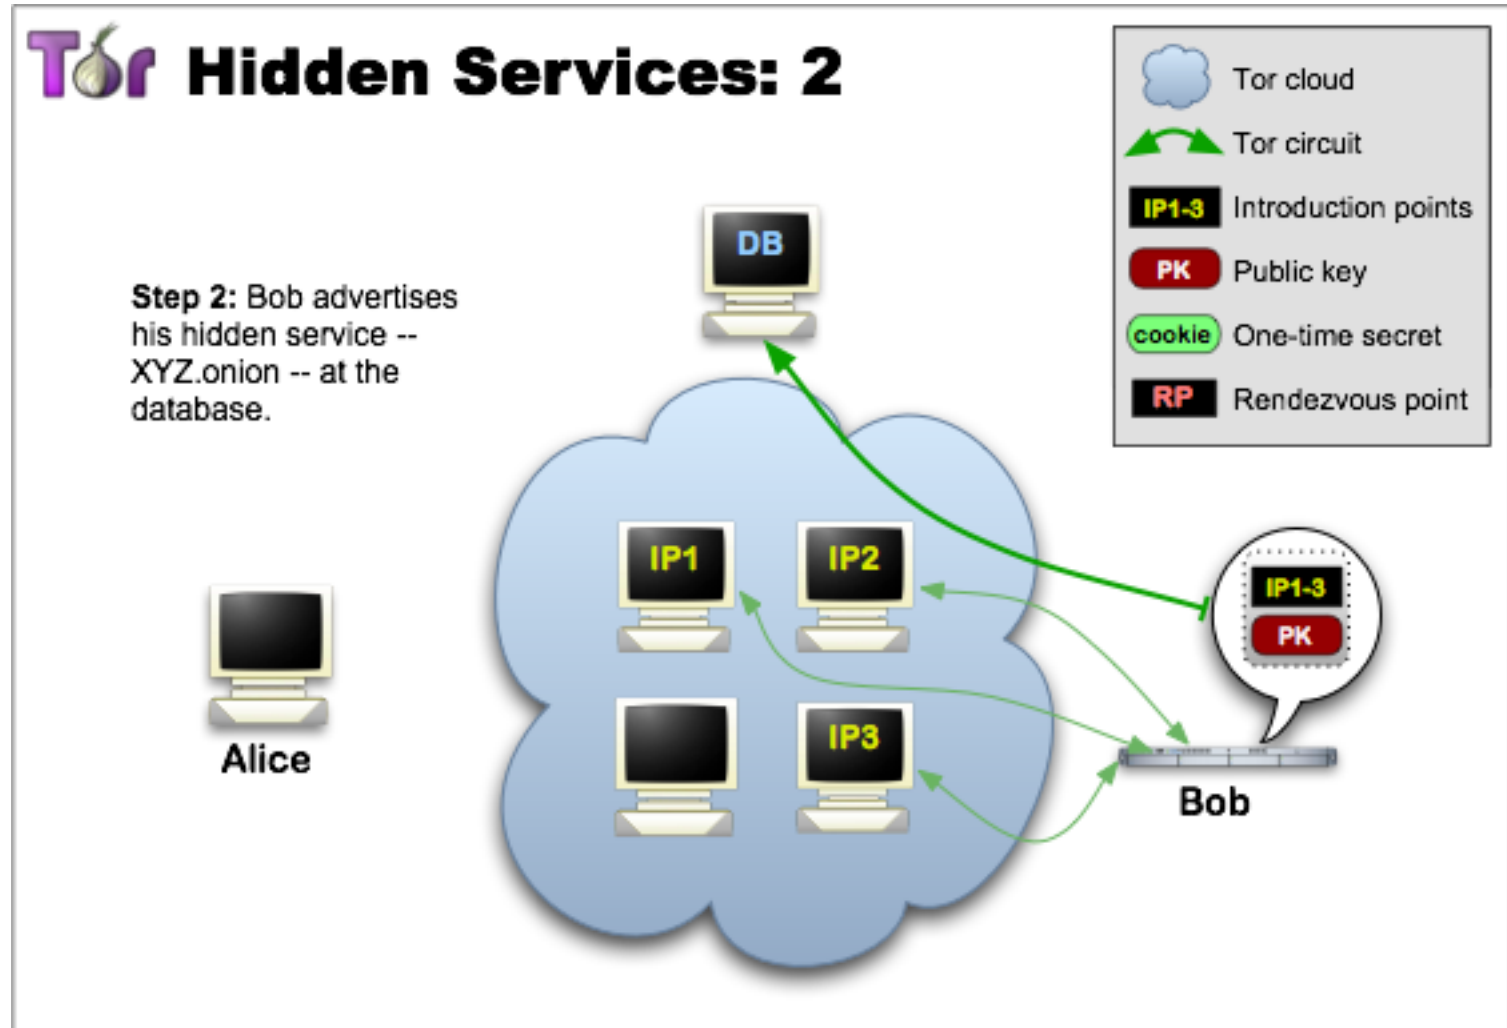 Tor Hidden Services: 2
Tor cloud
Tor circuit
IP1-3 Introduction points
PK Public key
cookie One-time secret
RP Rendezvous point
DB
Step 2: Bob advertises
his hidden service --
XYZ.onion -- at the
database.
IP1 IP2
IP1-3
PK
IP3
Alice
Bob